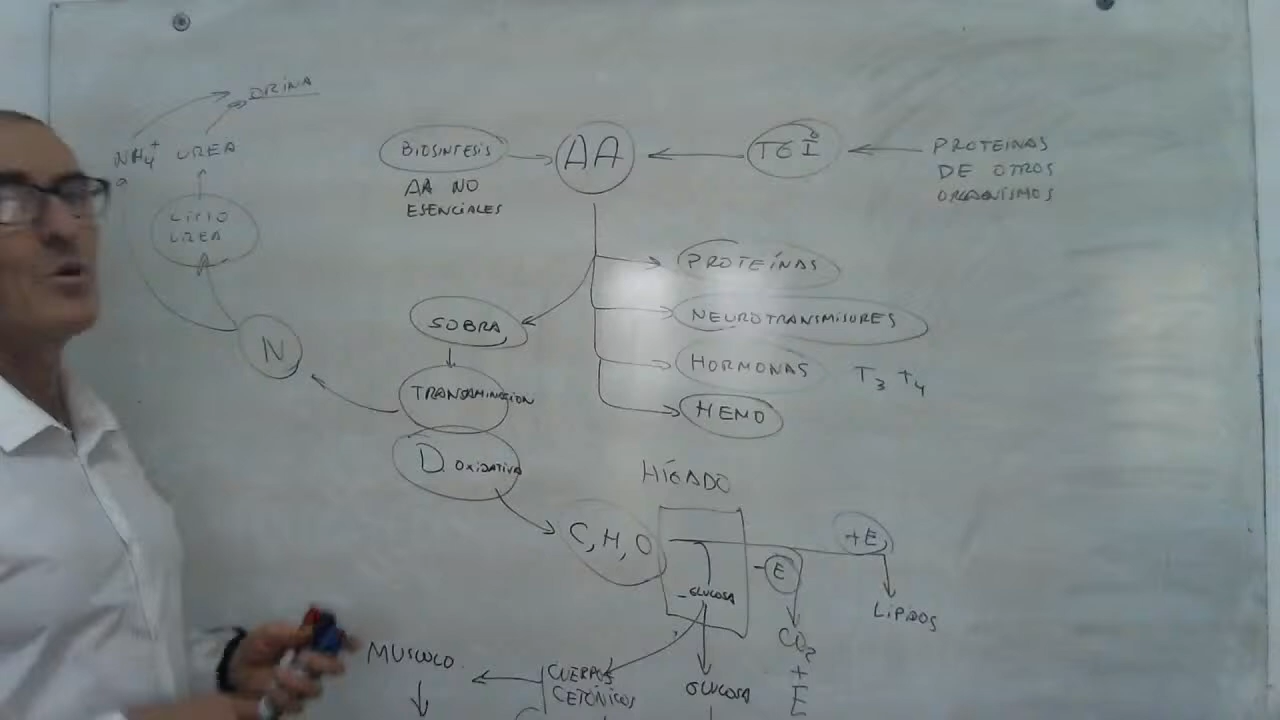 ORINA
NH4+ UREA
CICLO
UREA
N
BIOSINTESIS
AA NO
ESENCIALES
AA
TGI
PROTEINAS
DE OTROS
ORGANISMOS
PROTEÍNAS
NEUROTRANSMISORES
HORMONAS T3 T4
HEMO
SOBRA
TRANSAMINACION
D. OXIDATIVA
HÍGADO
C, H, O
+E
-E
-GLUCOSA
LÍPIDOS
CO2
+
E
MUSCULO
CUERPOS
CETÓNICOS
GLUCOSA